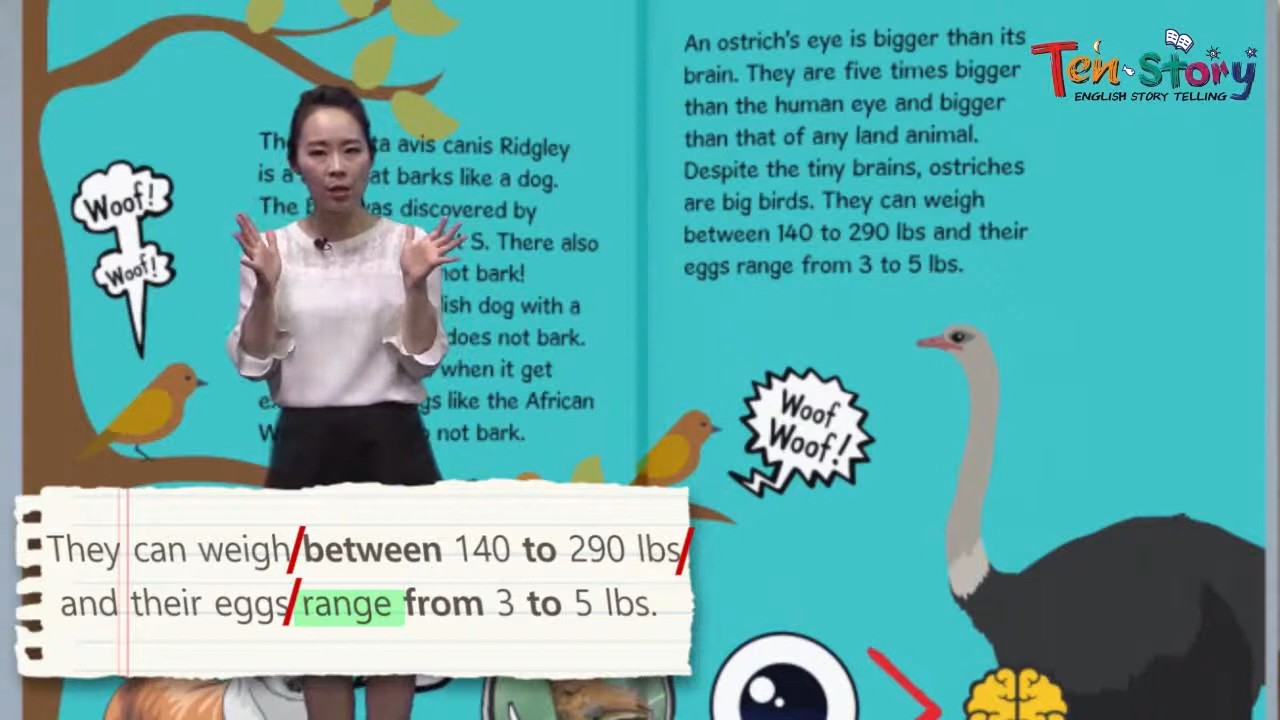 Ten Story
ENGLISH STORY TELLING
Woof!
Woof!
ta avis canis Ridgley
is a at barks like a dog.
The was discovered by
S. There also
not bark!
lish dog with a
does not bark.
when it get
gs like the African
not bark.
An ostrich's eye is bigger than its
brain. They are five times bigger
than the human eye and bigger
than that of any land animal.
Despite the tiny brains, ostriches
are big birds. They can weigh
between 140 to 290 lbs and their
eggs range from 3 to 5 lbs.
Woof
Woof!
They can weigh/between 140 to 290 lbs/
and their eggs/range from 3 to 5 lbs.